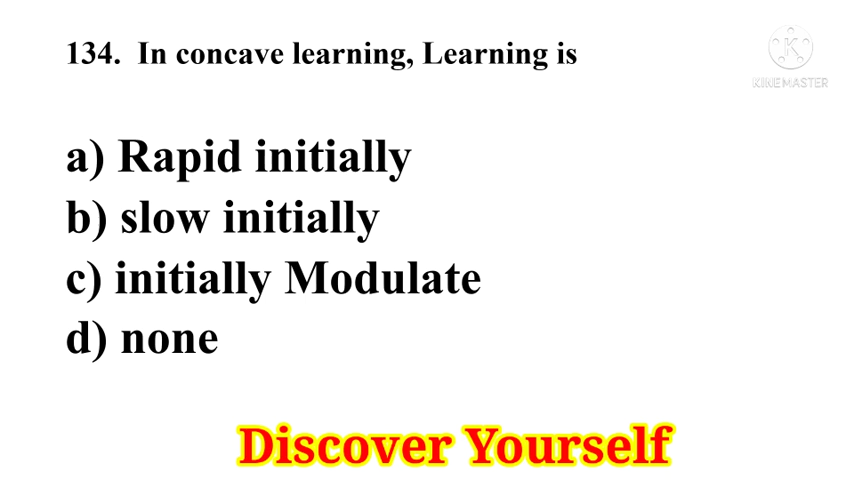 134. In concave learning, Learning is
K
KINEMASTER
a) Rapid initially
b) slow initially
c) initially Modulate
d) none
Discover Yourself